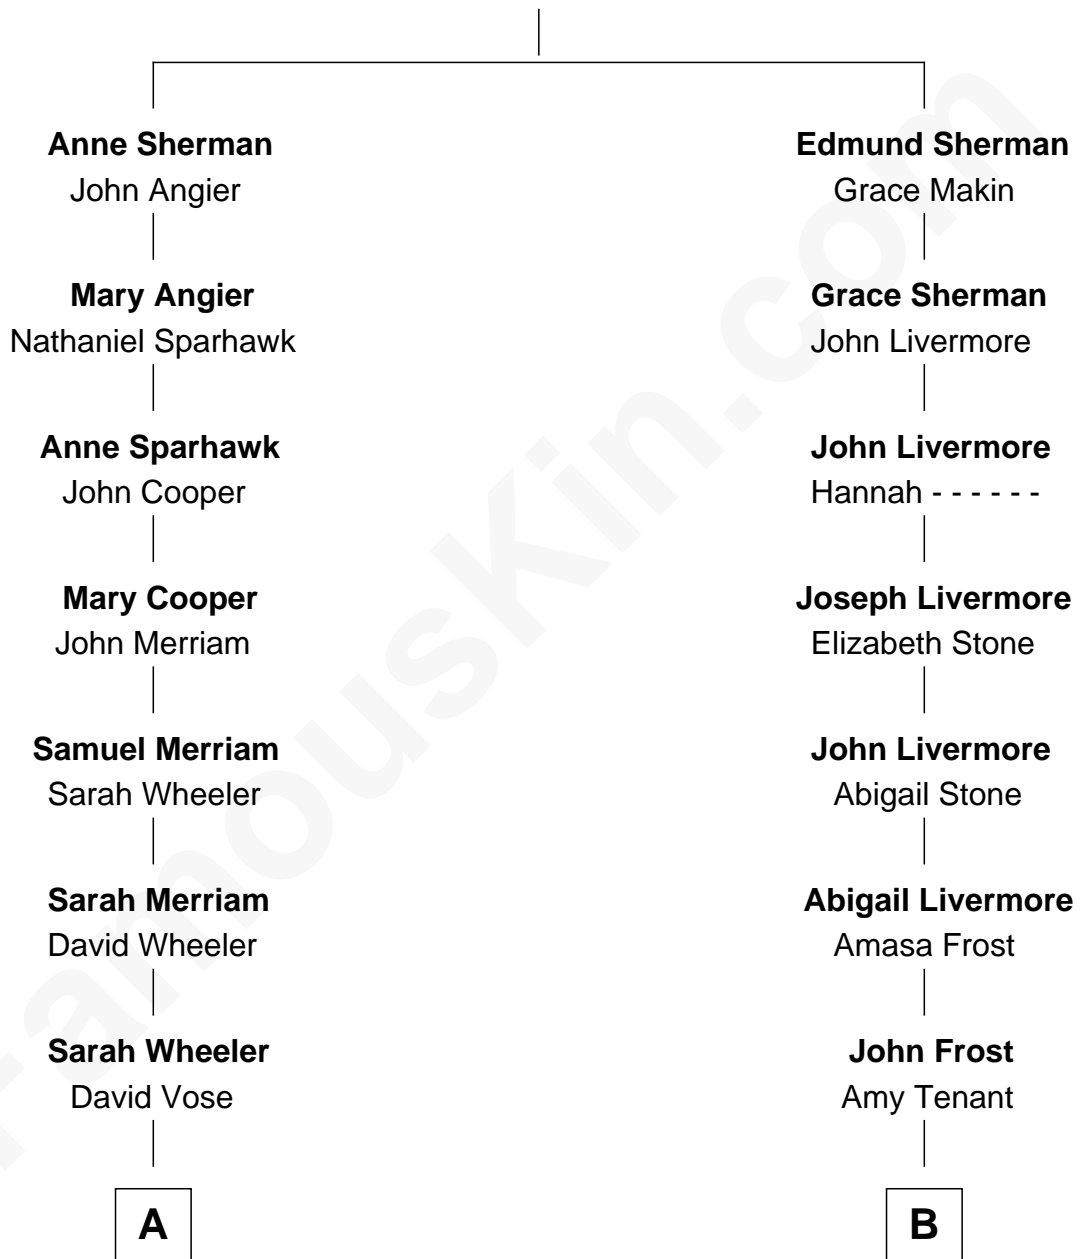 Anne Sherman
John Angier
Mary Angier
Nathaniel Sparhawk
Anne Sparhawk
John Cooper
Mary Cooper
John Merriam
Samuel Merriam
Sarah Wheeler
Sarah Merriam
David Wheeler
Sarah Wheeler
David Vose
A
Edmund Sherman
Grace Makin
Grace Sherman
John Livermore
John Livermore
Hannah - - - - - -
Joseph Livermore
Elizabeth Stone
John Livermore
Abigail Stone
Abigail Livermore
Amasa Frost
John Frost
Amy Tenant
B
FamousKin.com